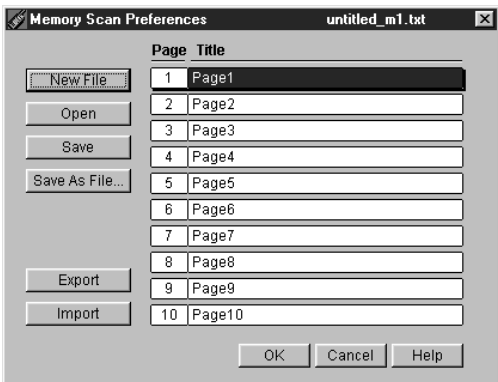 Memory Scan Preferences untitled_m1.txt
Page Title
New File
Open
Save
Save As File...
Export
Import
1 Page1
2 Page2
3 Page3
4 Page4
5 Page5
6 Page6
7 Page7
8 Page8
9 Page9
10 Page10
OK Cancel Help